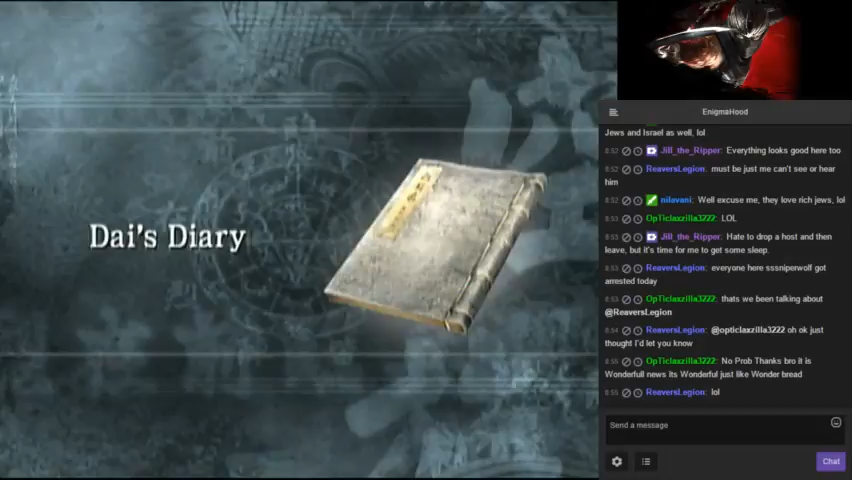 Dai's Diary
EnigmaHood
Jews and Israel as well, lol
8:52 Jill_the_Ripper: Everything looks good here too
8:52 ReaversLegion: must be just me can't see or hear
him
8:52 nilavani: Well excuse me, they love rich jews, lol
8:53 OpTiclaxzilla3222: LOL
8:53 Jill_the_Ripper: Hate to drop a host and then
leave, but it's time for me to get some sleep.
8:53 ReaversLegion: everyone here sssniperwolf got
arrested today
8:53 OpTiclaxzilla3222: thats we been talking about
@ReaversLegion
8:54 ReaversLegion: @opticlaxzilla3222 oh ok just
thought I'd let you know
8:55 OpTiclaxzilla3222: No Prob Thanks bro it is
Wonderfull news its Wonderful just like Wonder bread
8:55 ReaversLegion: lol
Send a message
Chat